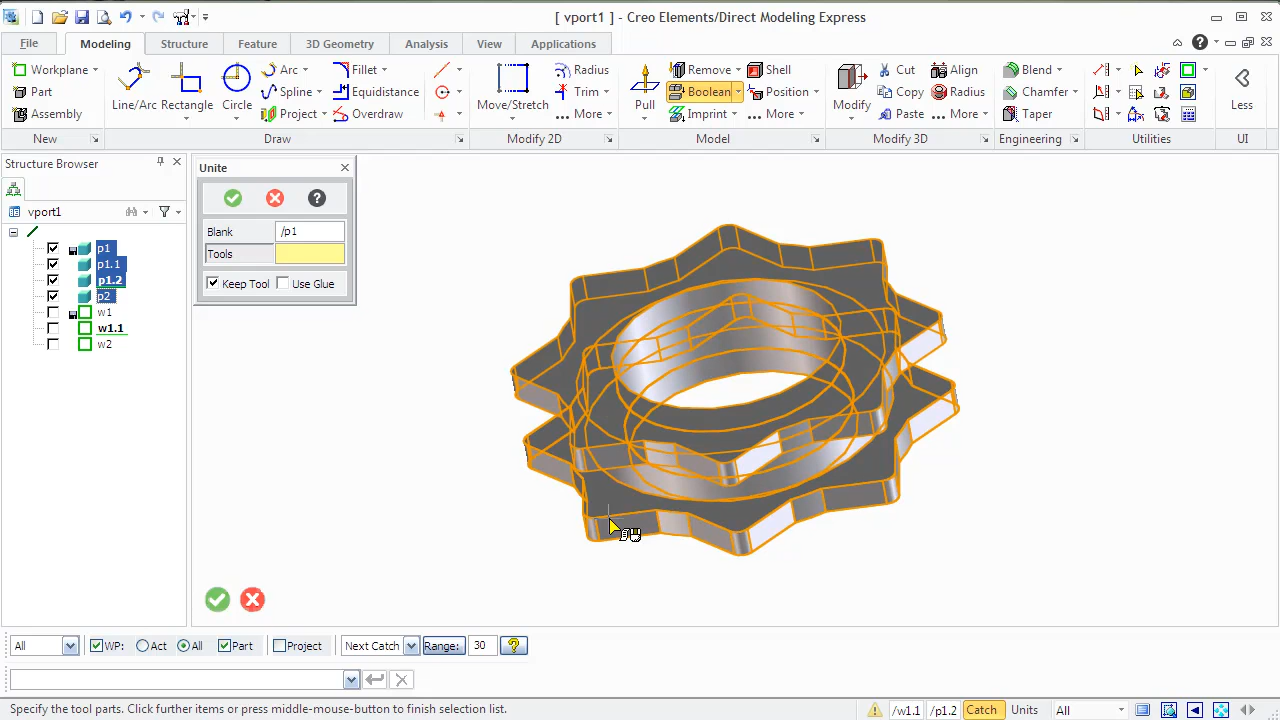 [ vport1 ] - Creo Elements/Direct Modeling Express
File Modeling Structure Feature 3D Geometry Analysis View Applications
Workplane Arc Fillet Radius Remove Shell Cut Align Blend
Line/Arc Rectangle Circle Move/Stretch Pull Modify Less
Part Spline Equidistance Trim Boolean Position Copy Radius Chamfer
Assembly Project Overdraw More Imprint More Paste More Taper
New Draw Modify 2D Model Modify 3D Engineering Utilities UI
Structure Browser
vport1
p1
p1.1
p1.2
p2
w1
w1.1
w2
Unite
Blank /p1
Tools
Keep Tool Use Glue
All WP: Act All Part Project Next Catch Range: 30
Specify the tool parts. Click further items or press middle-mouse-button to finish selection list.
/w1.1 /p1.2 Catch Units All